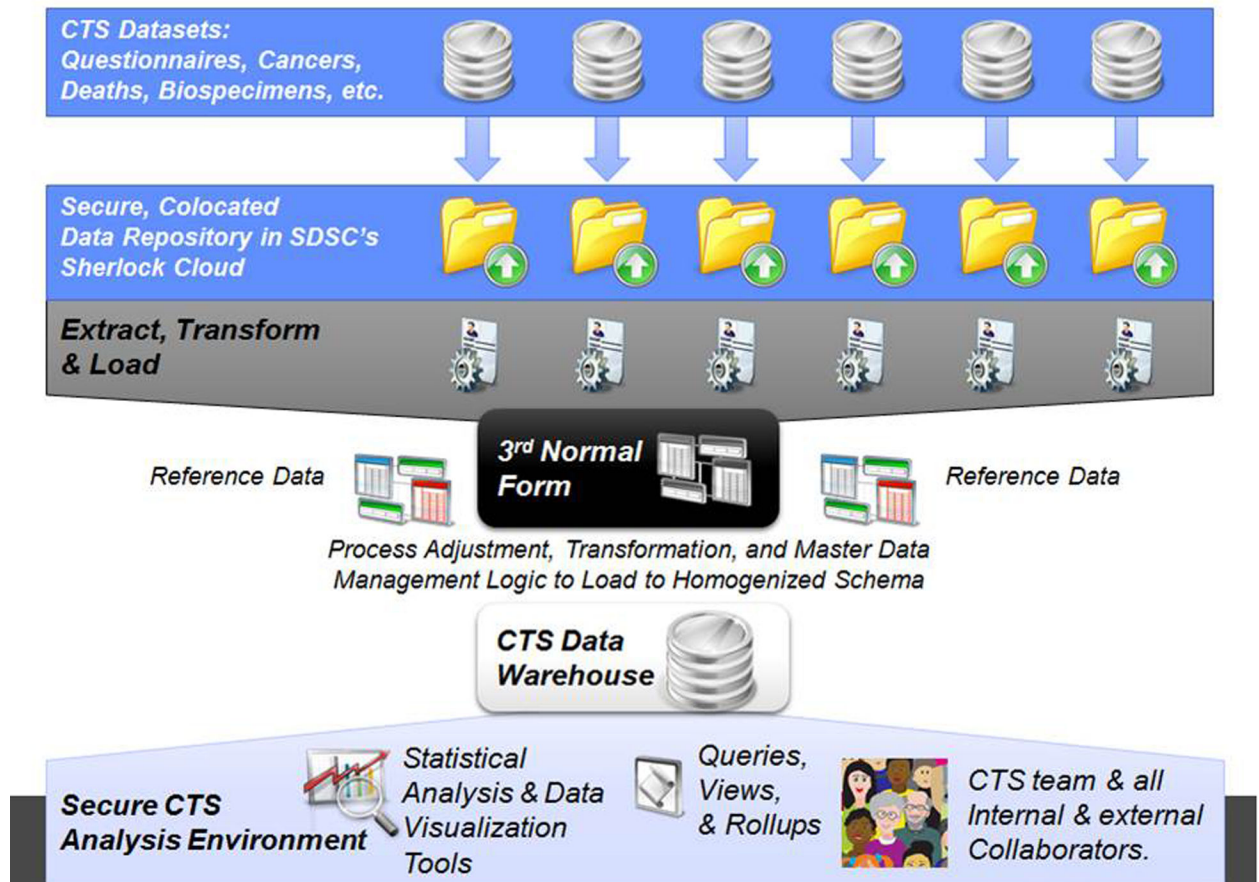 CTS Datasets:
Questionnaires, Cancers,
Deaths, Biospecimens, etc.
Secure, Colocated
Data Repository in SDSC's
Sherlock Cloud
Extract, Transform
& Load
3rd Normal
Form
Reference Data
Reference Data
Process Adjustment, Transformation, and Master Data
Management Logic to Load to Homogenized Schema
CTS Data
Warehouse
Secure CTS
Analysis Environment
Statistical
Analysis & Data
Visualization
Tools
Queries,
Views,
& Rollups
CTS team & all
Internal & external
Collaborators.